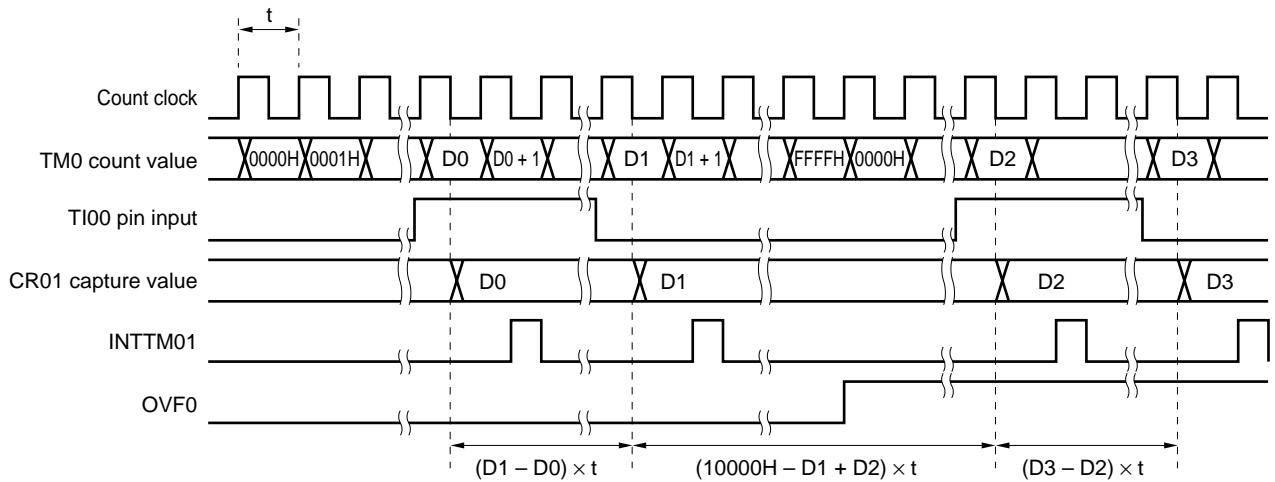 t
Count clock
TM0 count value 0000H 0001H D0 D0 + 1 D1 D1 + 1 FFFFH 0000H D2 D3
TI00 pin input
CR01 capture value D0 D1 D2 D3
INTTM01
OVF0
(D1 – D0) × t (10000H – D1 + D2) × t (D3 – D2) × t